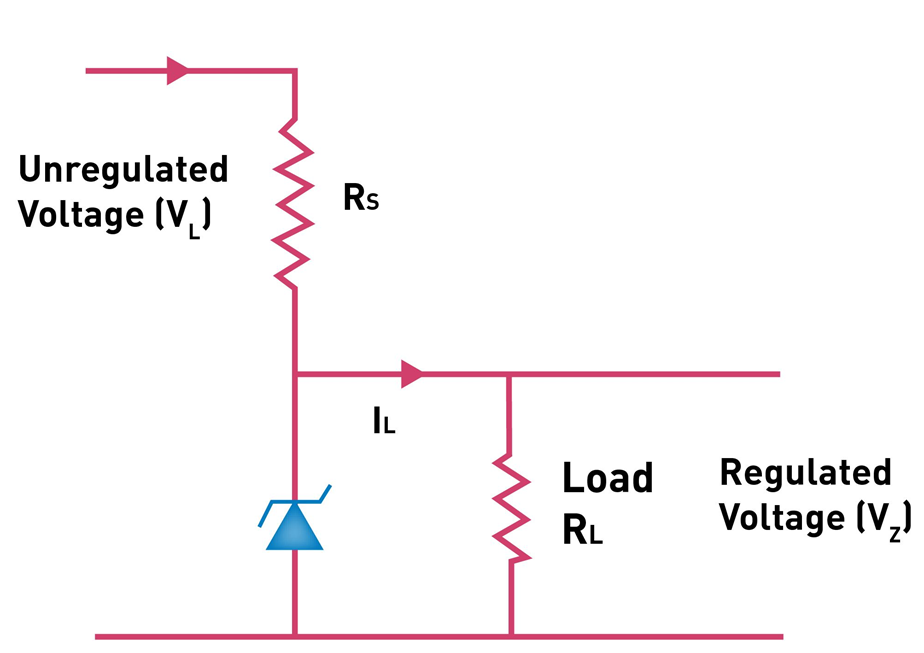 Unregulated
Voltage (VL)
RS
IL
Load
RL
Regulated
Voltage (VZ)